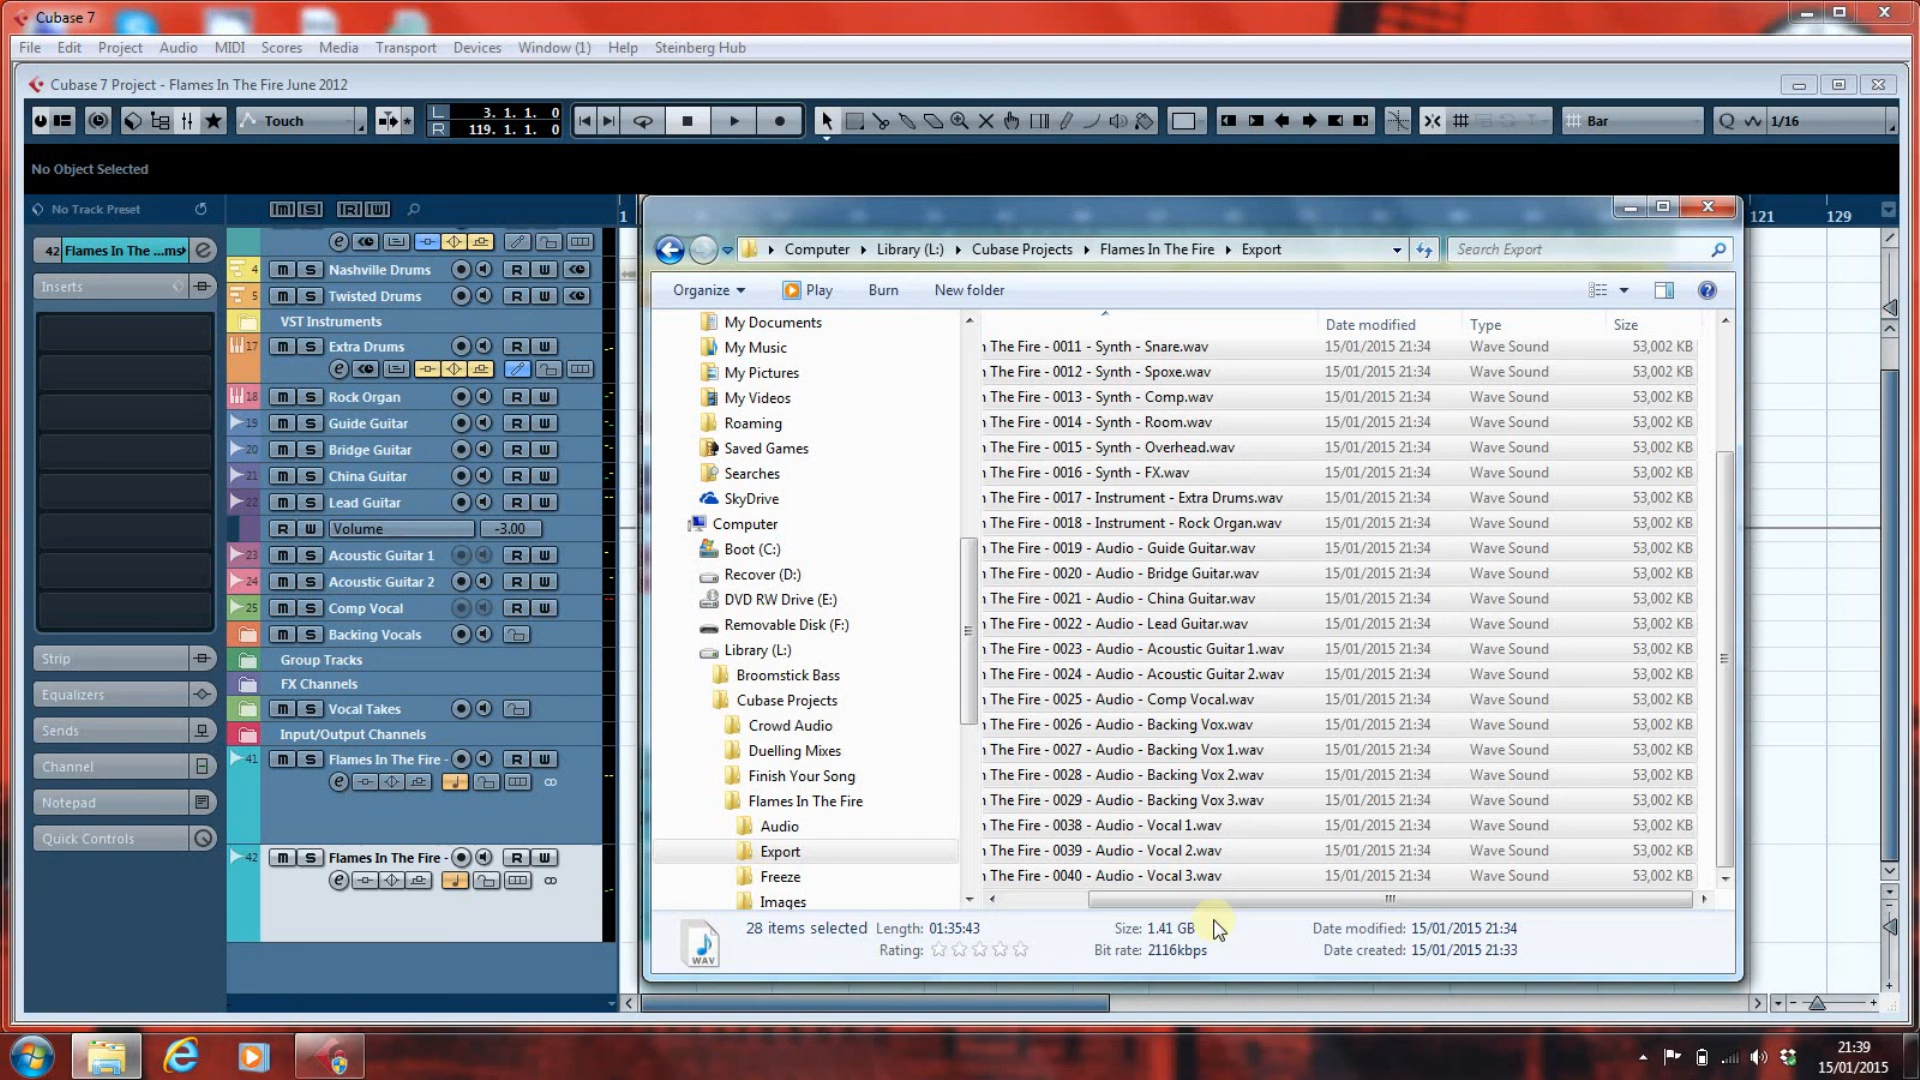 Cubase 7
File Edit Project Audio MIDI Scores Media Transport Devices Window (1) Help Steinberg Hub
Cubase 7 Project - Flames In The Fire June 2012
Touch
L 3. 1. 1. 0
R 119. 1. 1. 0
Bar
1/16
No Object Selected
No Track Preset
42 Flames In The ...ms
Inserts
Strip
Equalizers
Sends
Channel
Notepad
Quick Controls
4 m S Nashville Drums R W
5 m S Twisted Drums R W
VST Instruments
17 m S Extra Drums R W
18 m S Rock Organ R W
19 m S Guide Guitar R W
20 m S Bridge Guitar R W
21 m S China Guitar R W
22 m S Lead Guitar R W
R W Volume -3.00
23 m S Acoustic Guitar 1 R W
24 m S Acoustic Guitar 2 R W
25 m S Comp Vocal R W
m S Backing Vocals
Group Tracks
FX Channels
m S Vocal Takes
Input/Output Channels
41 m S Flames In The Fire - R W
42 m S Flames In The Fire - R W
1
121 129
Computer Library (L:) Cubase Projects Flames In The Fire Export
Search Export
Organize Play Burn New folder
My Documents
My Music
My Pictures
My Videos
Roaming
Saved Games
Searches
SkyDrive
Computer
Boot (C:)
Recover (D:)
DVD RW Drive (E:)
Removable Disk (F:)
Library (L:)
Broomstick Bass
Cubase Projects
Crowd Audio
Duelling Mixes
Finish Your Song
Flames In The Fire
Audio
Export
Freeze
Images
Date modified Type Size
The Fire - 0011 - Synth - Snare.wav 15/01/2015 21:34 Wave Sound 53,002 KB
The Fire - 0012 - Synth - Spoxe.wav 15/01/2015 21:34 Wave Sound 53,002 KB
The Fire - 0013 - Synth - Comp.wav 15/01/2015 21:34 Wave Sound 53,002 KB
The Fire - 0014 - Synth - Room.wav 15/01/2015 21:34 Wave Sound 53,002 KB
The Fire - 0015 - Synth - Overhead.wav 15/01/2015 21:34 Wave Sound 53,002 KB
The Fire - 0016 - Synth - FX.wav 15/01/2015 21:34 Wave Sound 53,002 KB
The Fire - 0017 - Instrument - Extra Drums.wav 15/01/2015 21:34 Wave Sound 53,002 KB
The Fire - 0018 - Instrument - Rock Organ.wav 15/01/2015 21:34 Wave Sound 53,002 KB
The Fire - 0019 - Audio - Guide Guitar.wav 15/01/2015 21:34 Wave Sound 53,002 KB
The Fire - 0020 - Audio - Bridge Guitar.wav 15/01/2015 21:34 Wave Sound 53,002 KB
The Fire - 0021 - Audio - China Guitar.wav 15/01/2015 21:34 Wave Sound 53,002 KB
The Fire - 0022 - Audio - Lead Guitar.wav 15/01/2015 21:34 Wave Sound 53,002 KB
The Fire - 0023 - Audio - Acoustic Guitar 1.wav 15/01/2015 21:34 Wave Sound 53,002 KB
The Fire - 0024 - Audio - Acoustic Guitar 2.wav 15/01/2015 21:34 Wave Sound 53,002 KB
The Fire - 0025 - Audio - Comp Vocal.wav 15/01/2015 21:34 Wave Sound 53,002 KB
The Fire - 0026 - Audio - Backing Vox.wav 15/01/2015 21:34 Wave Sound 53,002 KB
The Fire - 0027 - Audio - Backing Vox 1.wav 15/01/2015 21:34 Wave Sound 53,002 KB
The Fire - 0028 - Audio - Backing Vox 2.wav 15/01/2015 21:34 Wave Sound 53,002 KB
The Fire - 0029 - Audio - Backing Vox 3.wav 15/01/2015 21:34 Wave Sound 53,002 KB
The Fire - 0038 - Audio - Vocal 1.wav 15/01/2015 21:34 Wave Sound 53,002 KB
The Fire - 0039 - Audio - Vocal 2.wav 15/01/2015 21:34 Wave Sound 53,002 KB
The Fire - 0040 - Audio - Vocal 3.wav 15/01/2015 21:34 Wave Sound 53,002 KB
WAV
28 items selected Length: 01:35:43 Size: 1.41 GB Date modified: 15/01/2015 21:34
Rating: Bit rate: 2116kbps Date created: 15/01/2015 21:33
21:39
15/01/2015